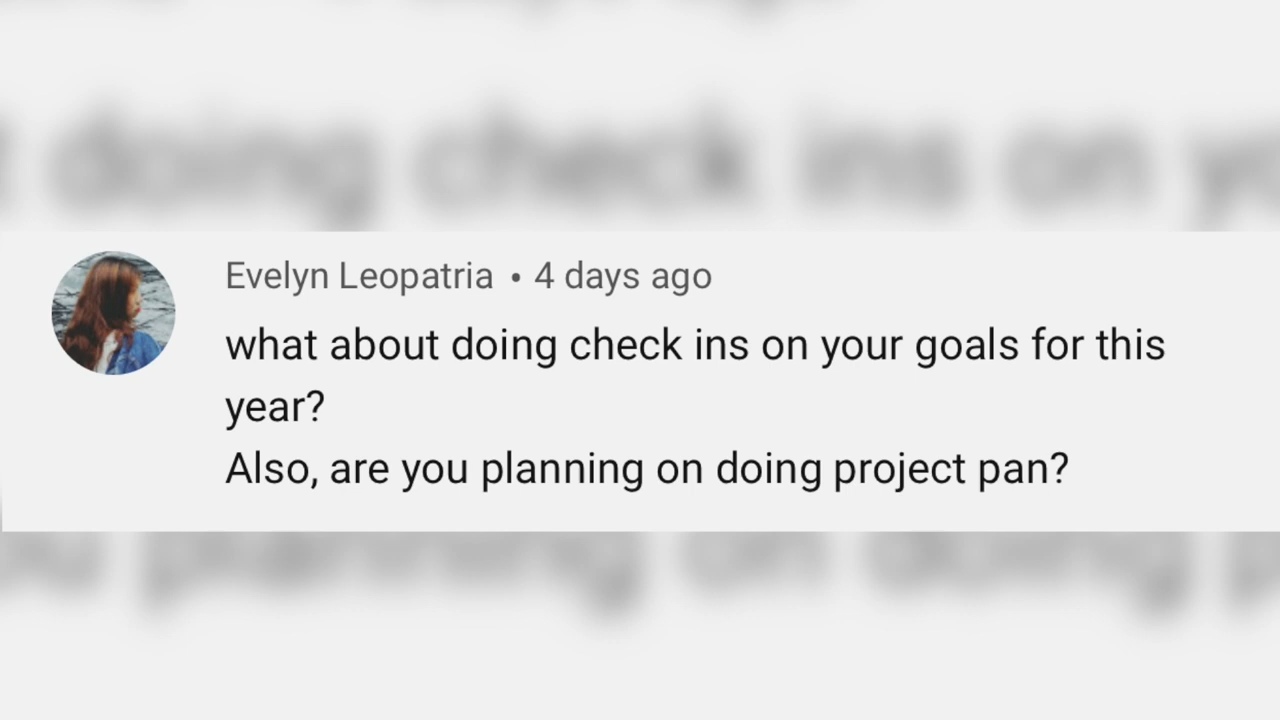 Evelyn Leopatria • 4 days ago
what about doing check ins on your goals for this
year?
Also, are you planning on doing project pan?